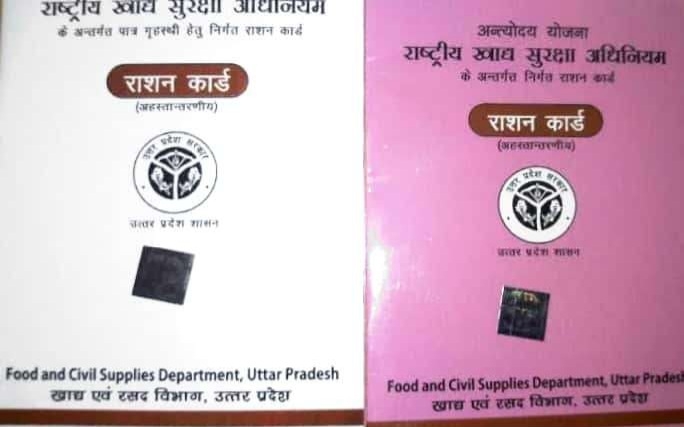 राष्ट्रीय खाद्य सुरक्षा अधिनियम
के अन्तर्गत पात्र गृहस्थी हेतु निर्गत राशन कार्ड
राशन कार्ड
(अहस्तान्तरणीय)
उत्तर प्रदेश सरकार
उत्तर प्रदेश शासन
Food and Civil Supplies Department, Uttar Pradesh
खाद्य एवं रसद विभाग, उत्तर प्रदेश
अन्त्योदय योजना
राष्ट्रीय खाद्य सुरक्षा अधिनियम
के अन्तर्गत निर्गत राशन कार्ड
राशन कार्ड
(अहस्तान्तरणीय)
उत्तर प्रदेश सरकार
उत्तर प्रदेश शासन
Food and Civil Supplies Department, Uttar Pradesh
खाद्य एवं रसद विभाग, उत्तर प्रदेश